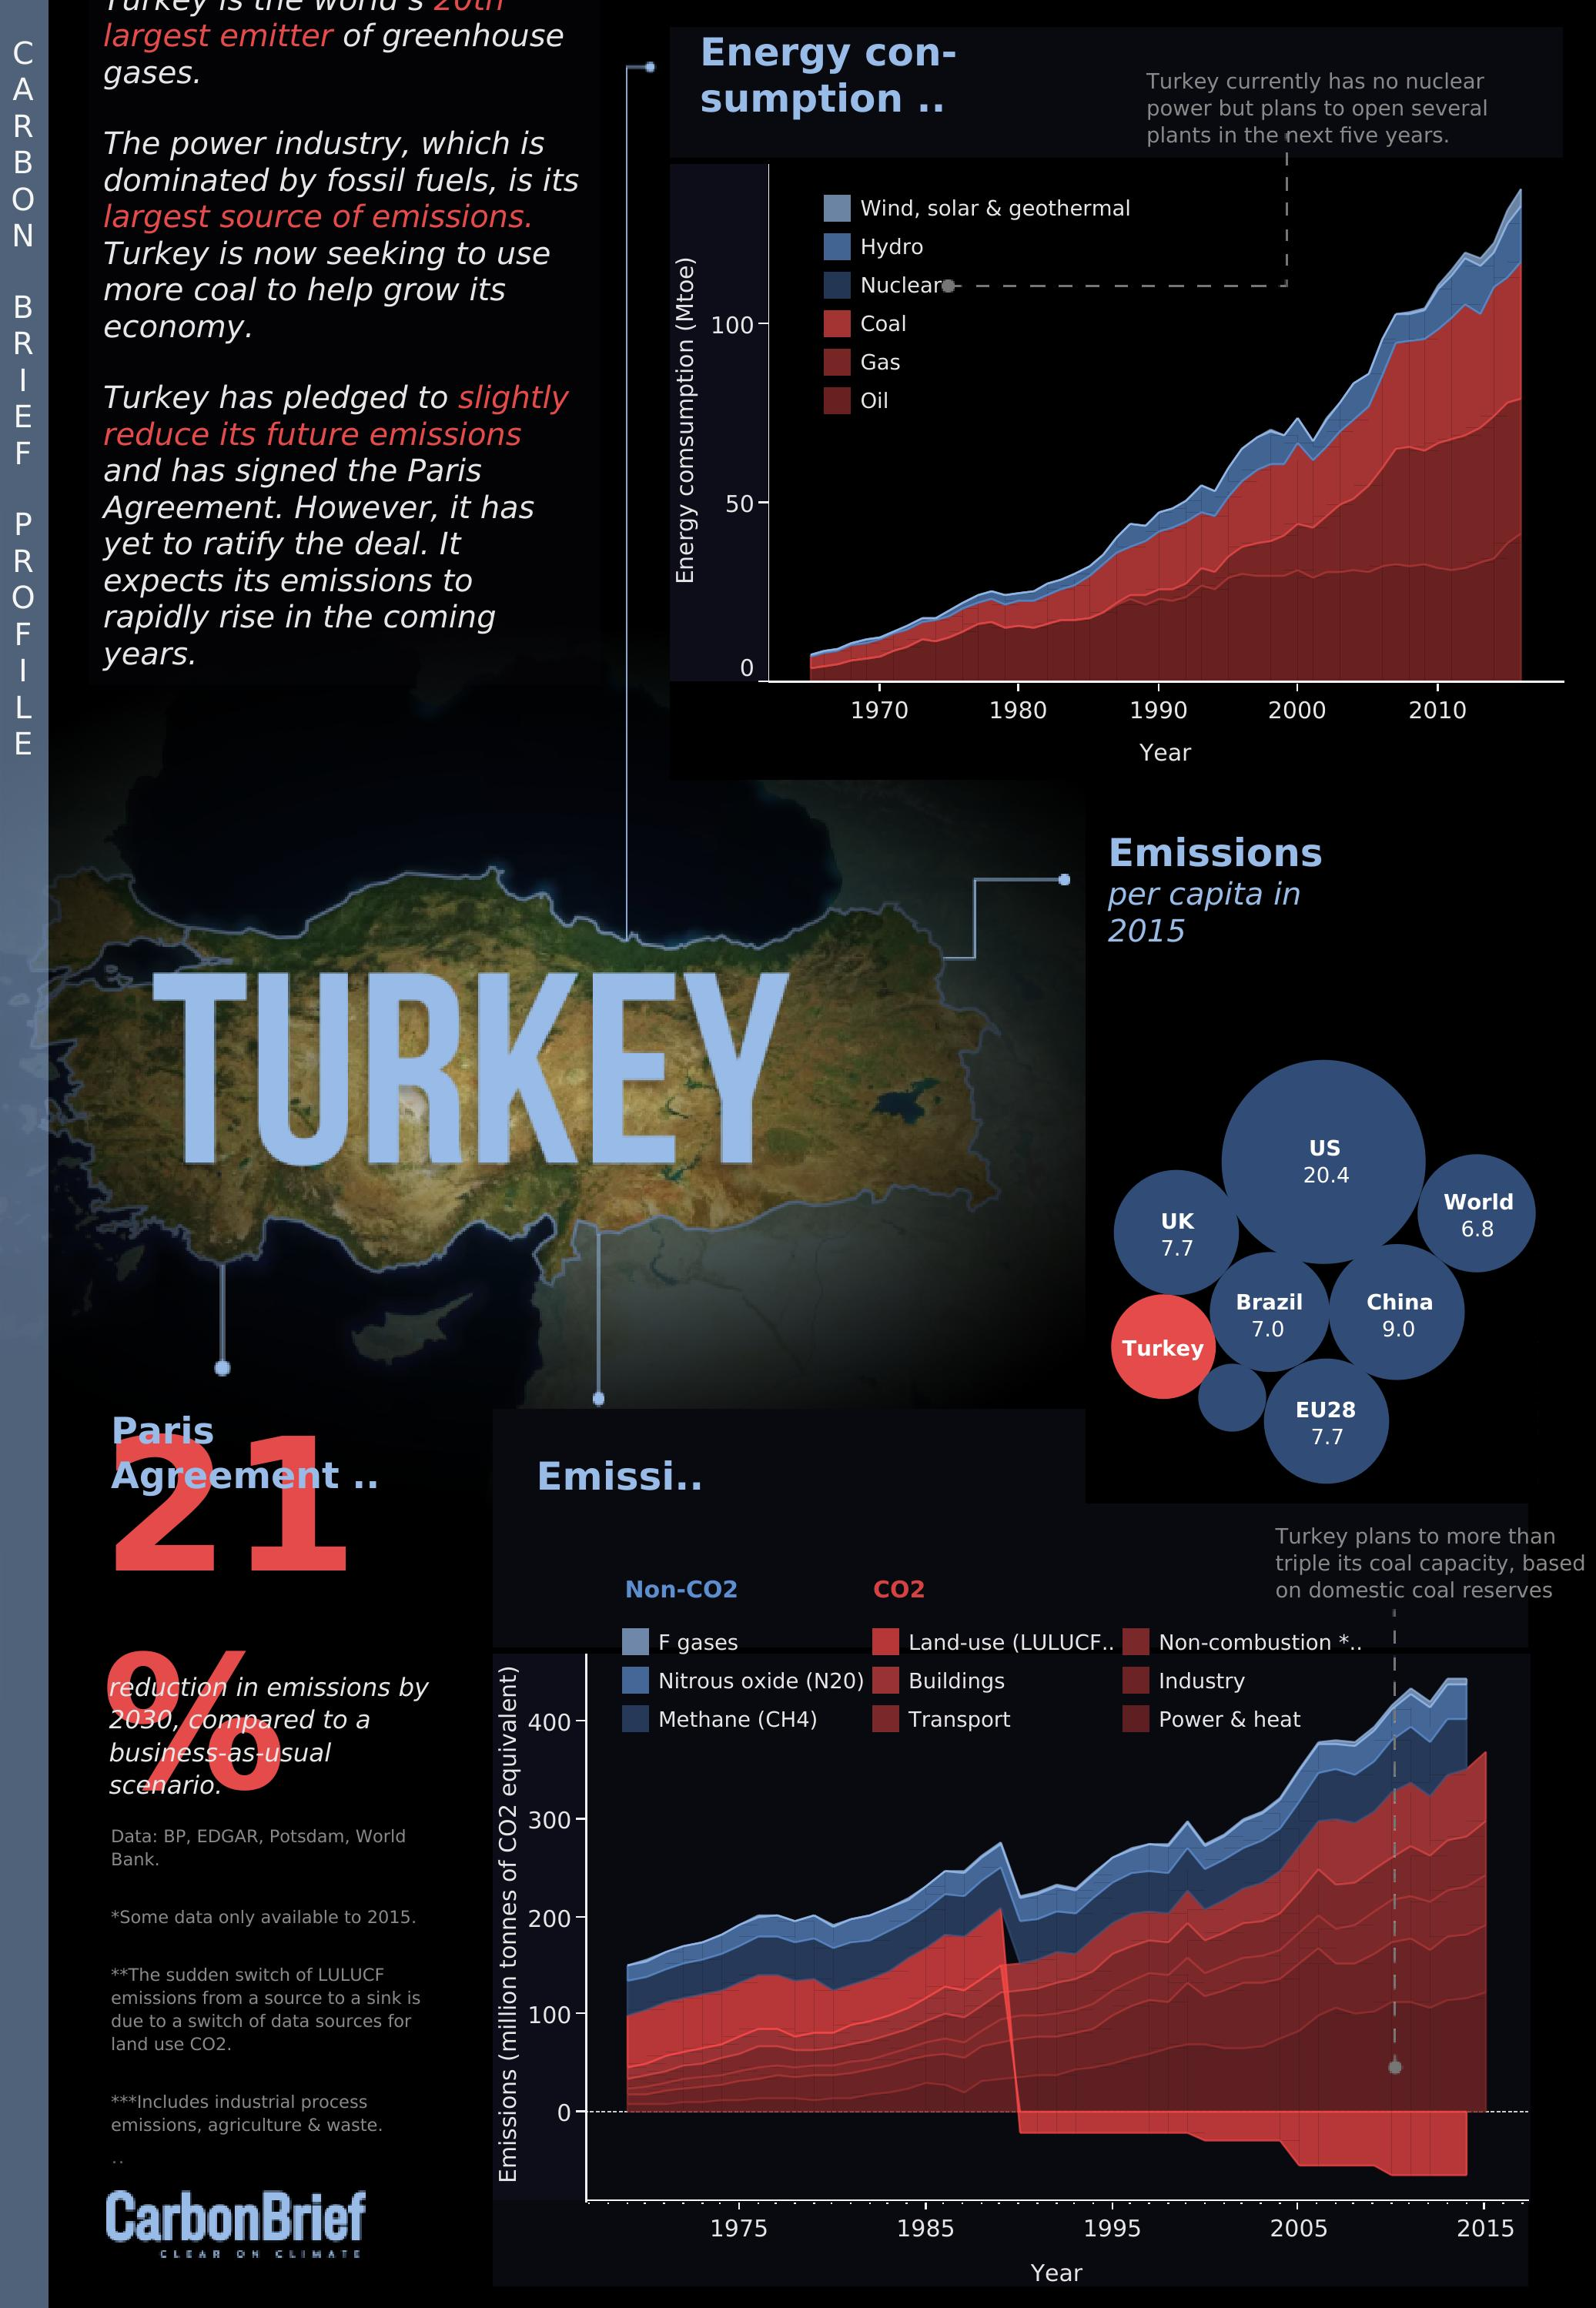 CARBON BRIEF PROFILE
Turkey is the world's 20th
largest emitter of greenhouse
gases.
The power industry, which is
dominated by fossil fuels, is its
largest source of emissions.
Turkey is now seeking to use
more coal to help grow its
economy.
Turkey has pledged to slightly
reduce its future emissions
and has signed the Paris
Agreement. However, it has
yet to ratify the deal. It
expects its emissions to
rapidly rise in the coming
years.
Energy con-
sumption ..
Turkey currently has no nuclear
power but plans to open several
plants in the next five years.
Wind, solar & geothermal
Hydro
Nuclear
Coal
Gas
Oil
Energy comsumption (Mtoe)
100
50
0
1970 1980 1990 2000 2010
Year
TURKEY
Emissions
per capita in
2015
US
20.4
World
6.8
UK
7.7
Brazil
7.0
China
9.0
Turkey
EU28
7.7
Paris
Agreement ..
21
%
reduction in emissions by
2030, compared to a
business-as-usual
scenario.
Data: BP, EDGAR, Potsdam, World
Bank.
*Some data only available to 2015.
**The sudden switch of LULUCF
emissions from a source to a sink is
due to a switch of data sources for
land use CO2.
***Includes industrial process
emissions, agriculture & waste.
..
CarbonBrief
CLEAR ON CLIMATE
Emissi..
Turkey plans to more than
triple its coal capacity, based
on domestic coal reserves
Non-CO2
F gases
Nitrous oxide (N20)
Methane (CH4)
CO2
Land-use (LULUCF..
Buildings
Transport
Non-combustion *..
Industry
Power & heat
Emissions (million tonnes of CO2 equivalent)
400
300
200
100
0
1975 1985 1995 2005 2015
Year